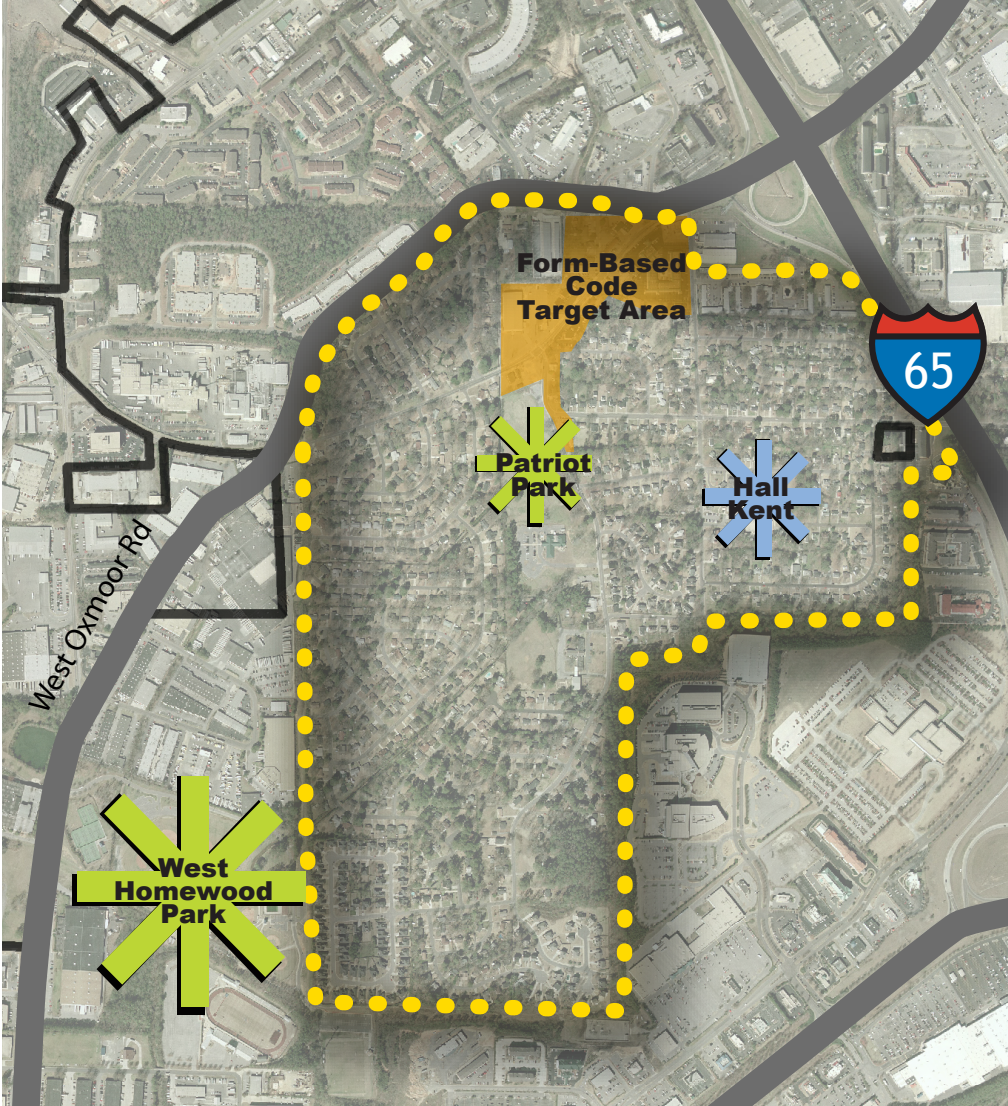 Form-Based
Code
Target Area
65
Patriot
Park
Hall
Kent
West Oxmoor Rd
West
Homewood
Park